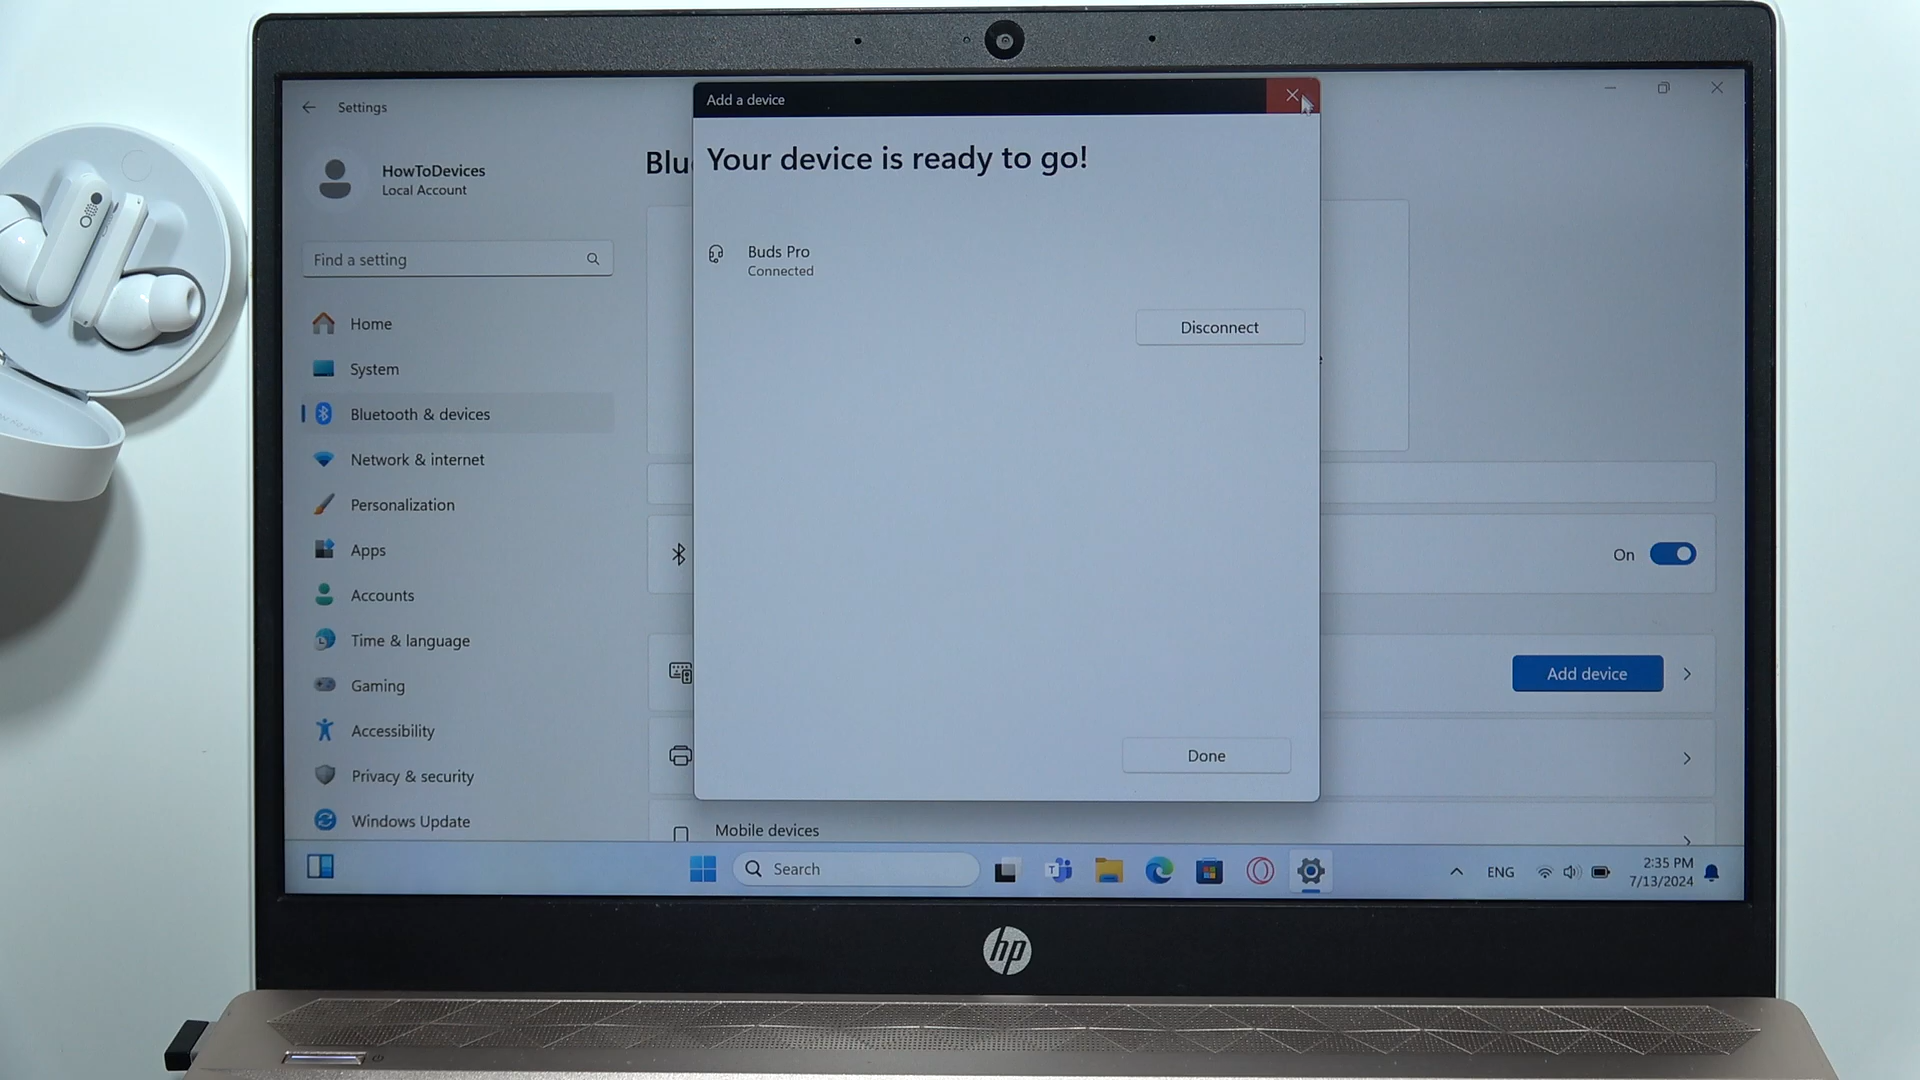 Settings
HowToDevices
Local Account
Find a setting
Home
System
Bluetooth & devices
Network & internet
Personalization
Apps
Accounts
Time & language
Gaming
Accessibility
Privacy & security
Windows Update
Blu
Add a device
Your device is ready to go!
Buds Pro
Connected
Disconnect
Done
On
Add device
Mobile devices
Search
ENG
2:35 PM
7/13/2024
hp